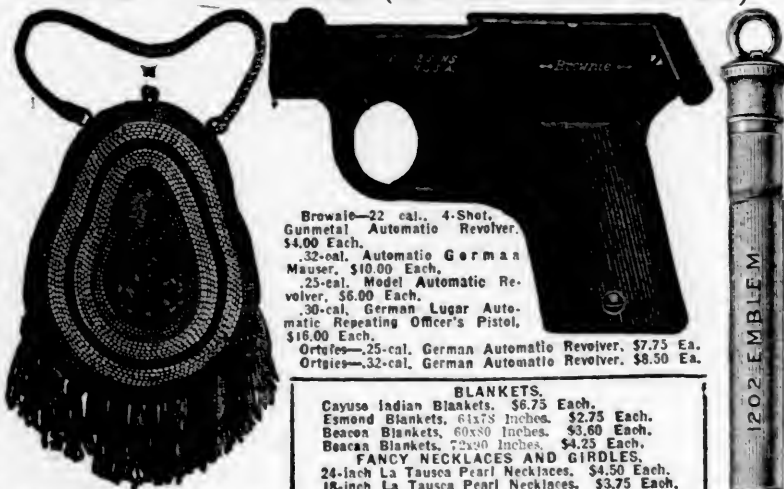 Brownie
U.S.A.
Brownie—22 cal., 4-Shot,
Gunmetal Automatic Revolver.
$4.00 Each.
.32-cal. Automatic German
Mauser, $10.00 Each.
.25-cal. Model Automatic Re-
volver, $6.00 Each.
.30-cal. German Lugar Auto-
matic Repeating Officer's Pistol,
$16.00 Each.
Ortgies—.25-cal. German Automatic Revolver, $7.75 Ea.
Ortgies—.32-cal. German Automatic Revolver. $8.50 Ea.
BLANKETS.
Cayuse Indian Blankets. $6.75 Each.
Esmond Blankets, 64x78 Inches. $2.75 Each.
Beacon Blankets, 60x80 Inches. $3.60 Each.
Beacan Blankets, 72x90 Inches, $4.25 Each.
FANCY NECKLACES AND GIRDLES.
24-inch La Tausca Pearl Necklaces. $4.50 Each.
18-inch La Tausca Pearl Necklaces. $3.75 Each.
1202-EMBLEM